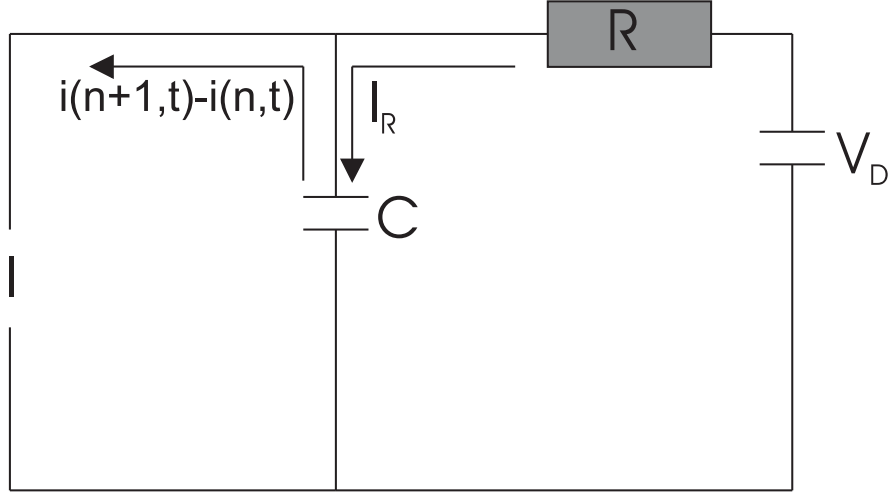 R
i(n+1,t)-i(n,t)
I_R
V_D
C
I